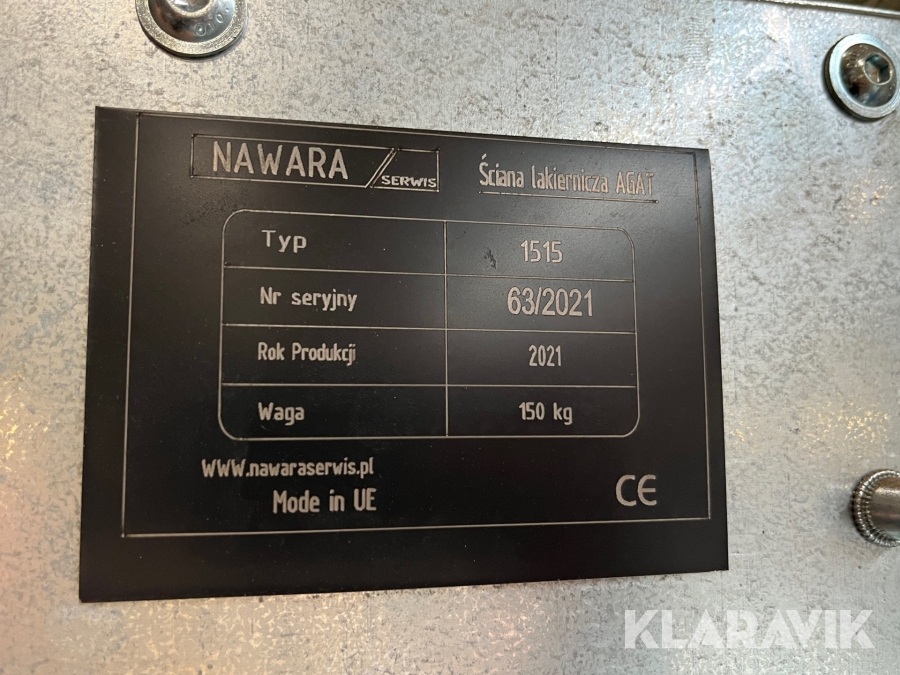 NAWARA SERWIS
Ściana lakiernicza AGAT
Typ 1515
Nr seryjny 63/2021
Rok Produkcji 2021
Waga 150 kg
WWW.nawaraserwis.pl
Mode in UE
CE
KLARAVIK